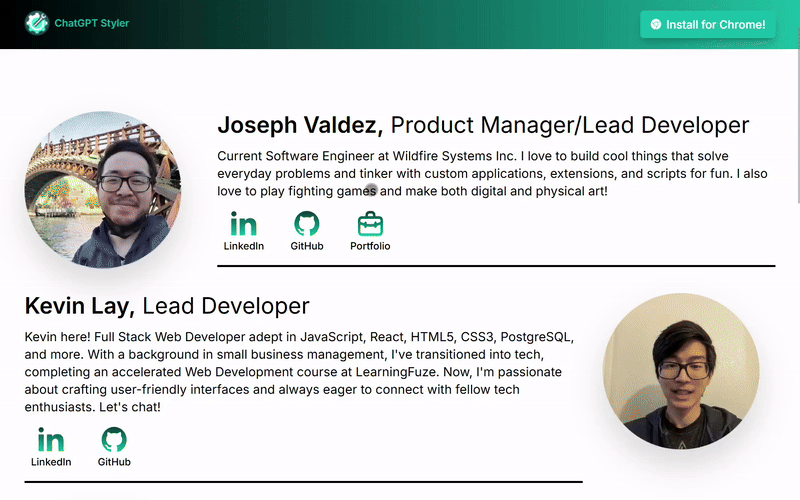 ChatGPT Styler
Install for Chrome!
Joseph Valdez, Product Manager/Lead Developer
Current Software Engineer at Wildfire Systems Inc. I love to build cool things that solve
everyday problems and tinker with custom applications, extensions, and scripts for fun. I also
love to play fighting games and make both digital and physical art!
LinkedIn GitHub Portfolio
Kevin Lay, Lead Developer
Kevin here! Full Stack Web Developer adept in JavaScript, React, HTML5, CSS3, PostgreSQL,
and more. With a background in small business management, I've transitioned into tech,
completing an accelerated Web Development course at LearningFuze. Now, I'm passionate
about crafting user-friendly interfaces and always eager to connect with fellow tech
enthusiasts. Let's chat!
LinkedIn GitHub